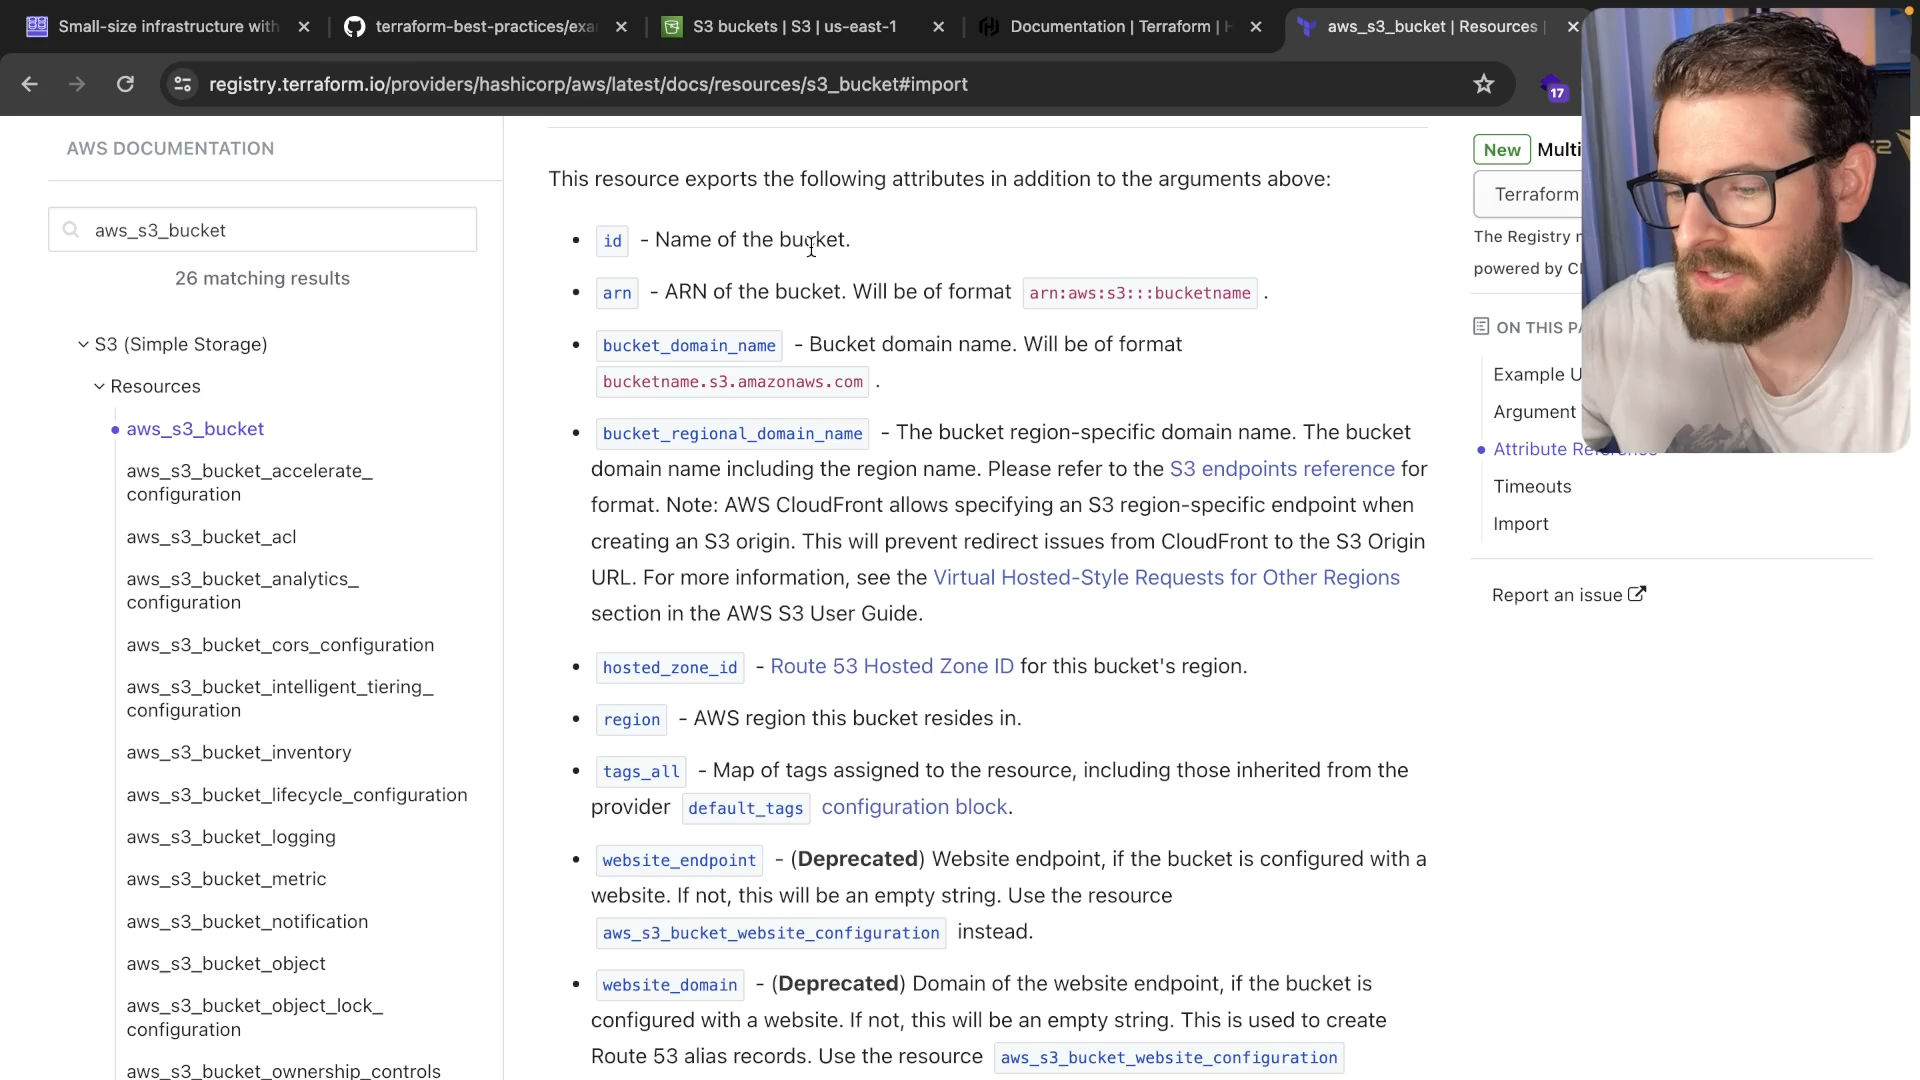 Small-size infrastructure with
terraform-best-practices/exa
S3 buckets | S3 | us-east-1
Documentation | Terraform | H
aws_s3_bucket | Resources |
registry.terraform.io/providers/hashicorp/aws/latest/docs/resources/s3_bucket#import
17
AWS DOCUMENTATION
aws_s3_bucket
26 matching results
S3 (Simple Storage)
Resources
aws_s3_bucket
aws_s3_bucket_accelerate_
configuration
aws_s3_bucket_acl
aws_s3_bucket_analytics_
configuration
aws_s3_bucket_cors_configuration
aws_s3_bucket_intelligent_tiering_
configuration
aws_s3_bucket_inventory
aws_s3_bucket_lifecycle_configuration
aws_s3_bucket_logging
aws_s3_bucket_metric
aws_s3_bucket_notification
aws_s3_bucket_object
aws_s3_bucket_object_lock_
configuration
aws_s3_bucket_ownership_controls
This resource exports the following attributes in addition to the arguments above:
id - Name of the bucket.
arn - ARN of the bucket. Will be of format arn:aws:s3:::bucketname .
bucket_domain_name - Bucket domain name. Will be of format
bucketname.s3.amazonaws.com .
bucket_regional_domain_name - The bucket region-specific domain name. The bucket
domain name including the region name. Please refer to the S3 endpoints reference for
format. Note: AWS CloudFront allows specifying an S3 region-specific endpoint when
creating an S3 origin. This will prevent redirect issues from CloudFront to the S3 Origin
URL. For more information, see the Virtual Hosted-Style Requests for Other Regions
section in the AWS S3 User Guide.
hosted_zone_id - Route 53 Hosted Zone ID for this bucket's region.
region - AWS region this bucket resides in.
tags_all - Map of tags assigned to the resource, including those inherited from the
provider default_tags configuration block.
website_endpoint - (Deprecated) Website endpoint, if the bucket is configured with a
website. If not, this will be an empty string. Use the resource
aws_s3_bucket_website_configuration instead.
website_domain - (Deprecated) Domain of the website endpoint, if the bucket is
configured with a website. If not, this will be an empty string. This is used to create
Route 53 alias records. Use the resource aws_s3_bucket_website_configuration
New Multi
Terraform
The Registry
powered by
ON THIS
Example U
Argument
Attribute Reference
Timeouts
Import
Report an issue